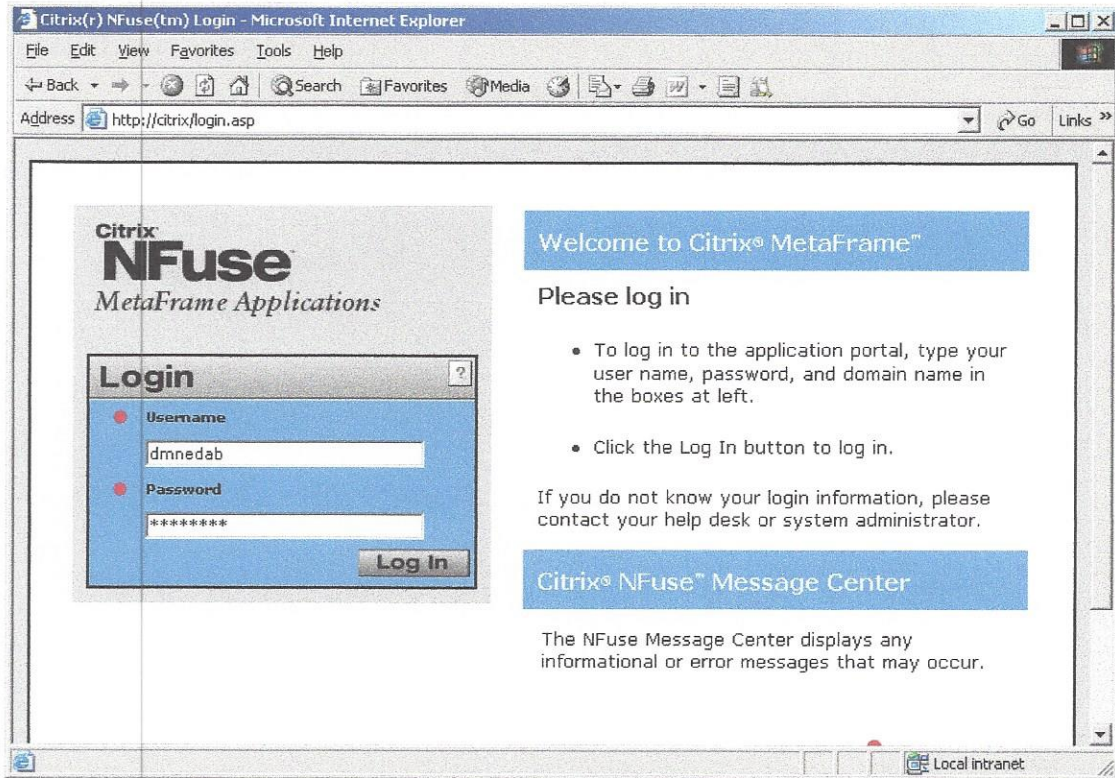 Citrix(r) NFuse(tm) Login - Microsoft Internet Explorer
File Edit View Favorites Tools Help
Back Search Favorites Media
Address http://citrix/login.asp Go Links »
Citrix
NFuse
MetaFrame Applications
Login ?
Username
dmnedab
Password
********
Log In
Welcome to Citrix® MetaFrame™
Please log in
• To log in to the application portal, type your
user name, password, and domain name in
the boxes at left.
• Click the Log In button to log in.
If you do not know your login information, please
contact your help desk or system administrator.
Citrix® NFuse™ Message Center
The NFuse Message Center displays any
informational or error messages that may occur.
Local intranet